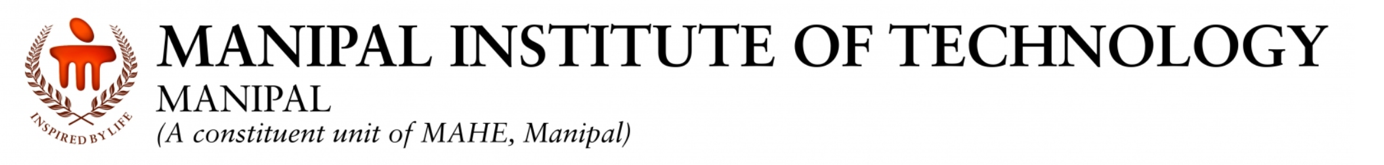 MANIPAL INSTITUTE OF TECHNOLOGY
MANIPAL
(A constituent unit of MAHE, Manipal)
INSPIRED BY LIFE